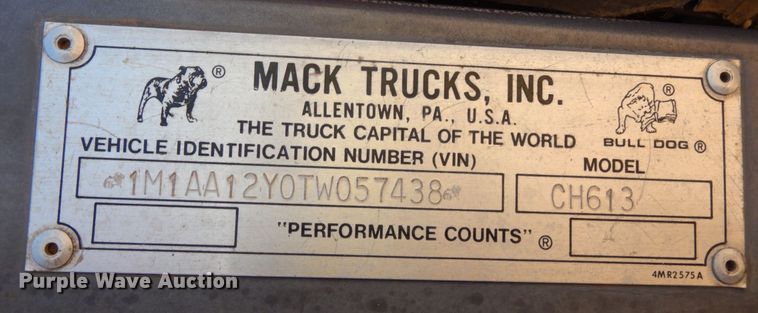 MACK TRUCKS, INC.
ALLENTOWN, PA., U.S.A.
THE TRUCK CAPITAL OF THE WORLD
®
®
BULL DOG®
VEHICLE IDENTIFICATION NUMBER (VIN)
MODEL
1M1AA12Y0TW057438
CH613
"PERFORMANCE COUNTS"®
4MR2575A
Purple Wave Auction